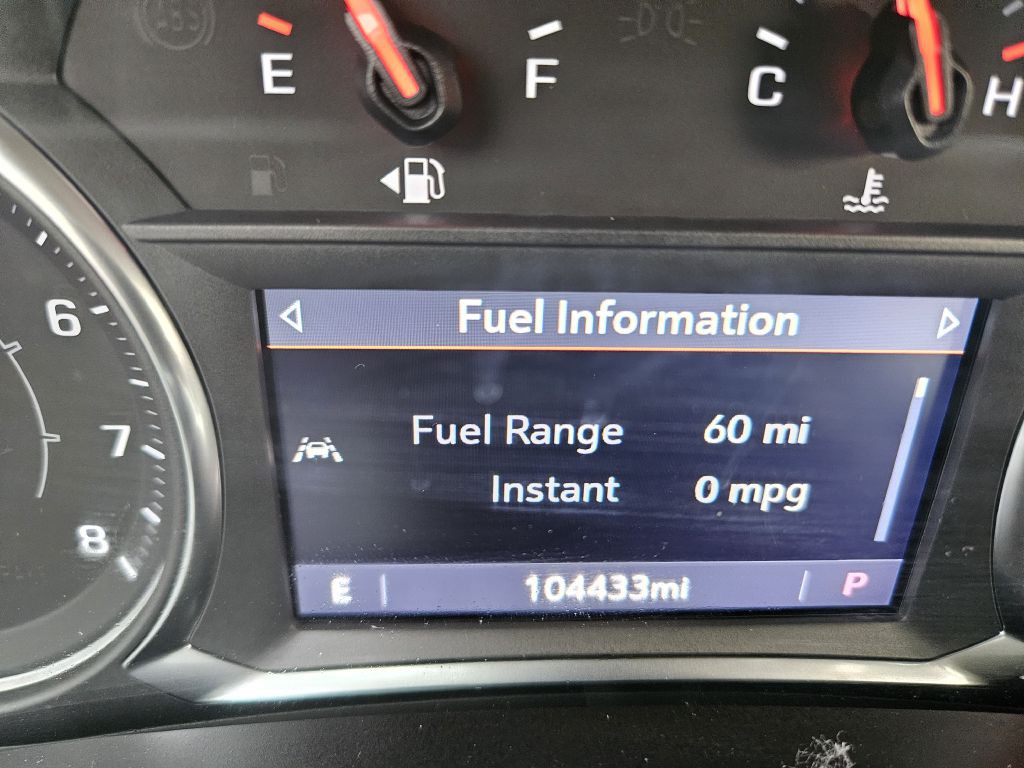 E F C H
6
7
8
Fuel Information
Fuel Range 60 mi
Instant 0 mpg
E 104433mi P